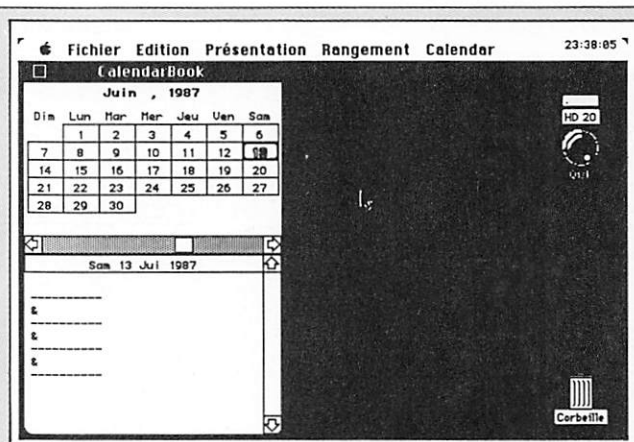 Fichier Edition Présentation Rangement Calendar 23:38:05
CalendarBook
Juin , 1987
Dim Lun Mar Mer Jeu Ven Sam
1 2 3 4 5 6
7 8 9 10 11 12
14 15 16 17 18 19 20
21 22 23 24 25 26 27
28 29 30
Sam 13 Jui 1987
----------
&
----------
&
----------
&
----------
HD 20
Corbeille